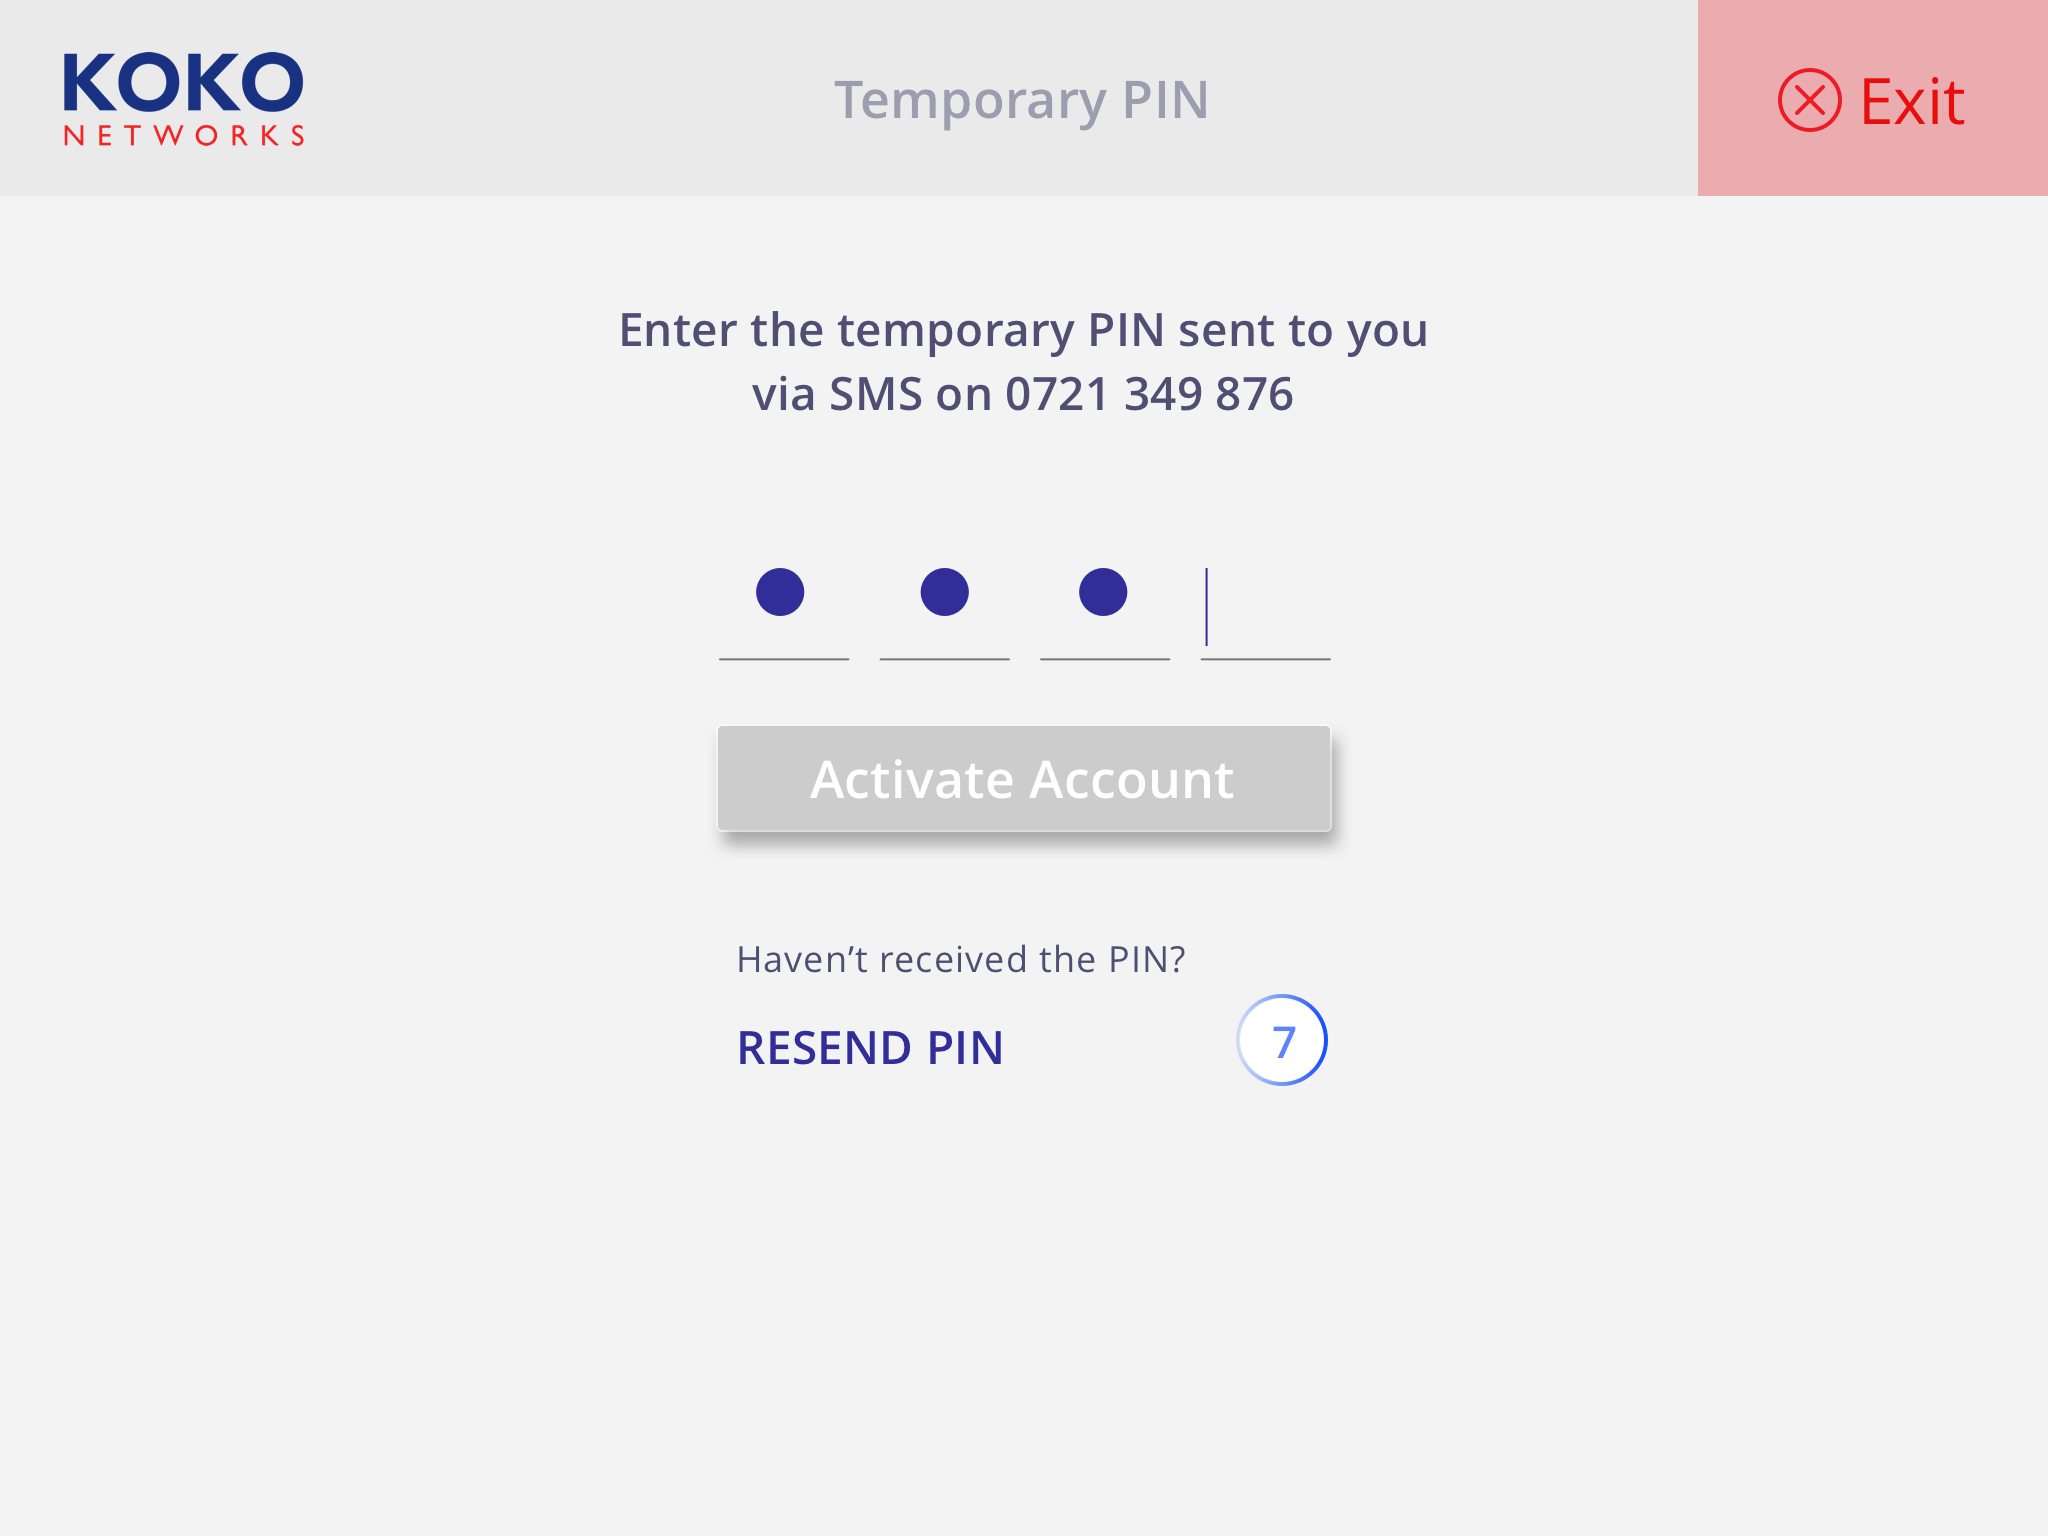 KOKO
NETWORKS
Temporary PIN
Exit
Enter the temporary PIN sent to you
via SMS on 0721 349 876
Activate Account
Haven’t received the PIN?
RESEND PIN
7